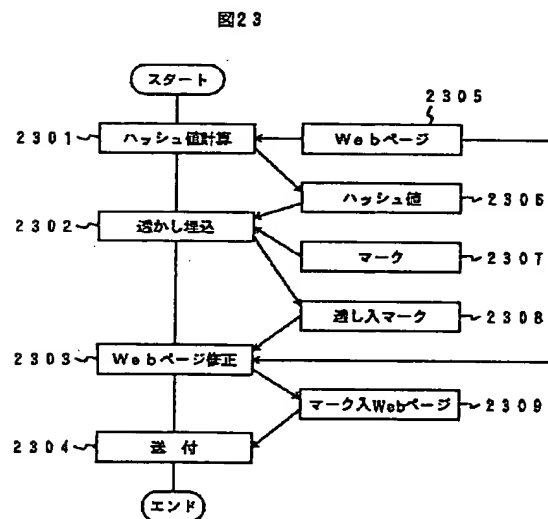 図23
スタート
2305
2301 ハッシュ値計算 Webページ
ハッシュ値 2306
2302 透かし埋込
マーク 2307
透し入マーク 2308
2303 Webページ修正
マーク入Webページ 2309
2304 送付
エンド